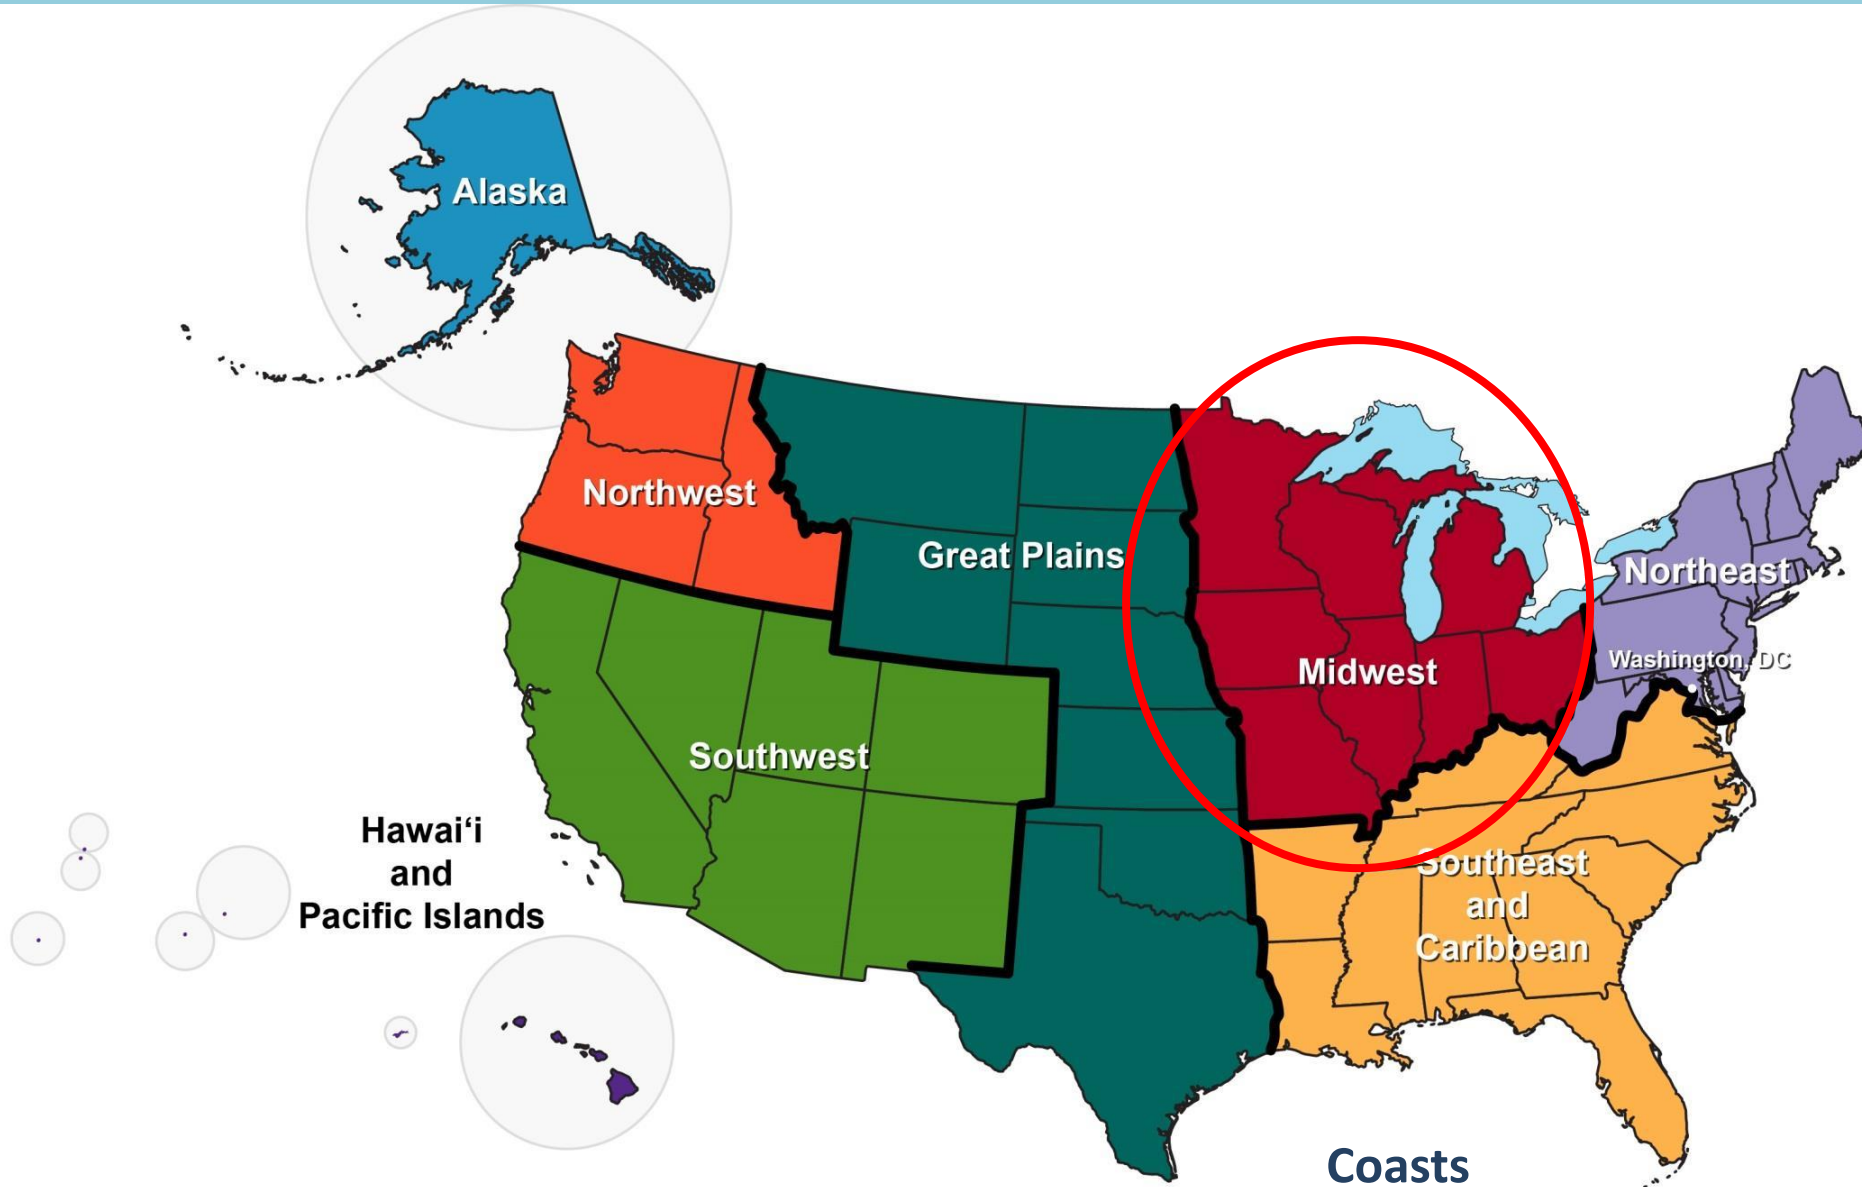 Alaska
Northwest
Great Plains
Northeast
Midwest
Washington, DC
Southwest
Hawai‘i
and
Pacific Islands
Southeast
and
Caribbean
Coasts